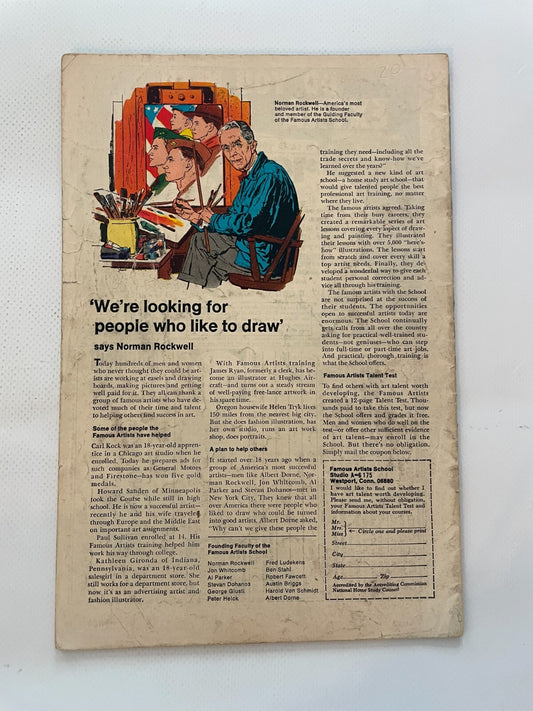 20
Norman Rockwell—America's most
beloved artist. He is a founder
and member of the Guiding Faculty
of the Famous Artists School.
'We're looking for
people who like to draw'
says Norman Rockwell
Today hundreds of men and women
who never thought they could be art-
ists are working at easels and drawing
boards, making pictures and getting
well paid for it. They all can thank a
group of famous artists who have de-
voted much of their time and talent
to helping others find success in art.
Some of the people the
Famous Artists have helped
Carl Kock was an 18-year-old appren-
tice in a Chicago art studio when he
enrolled. Today he prepares ads for
such companies as General Motors
and Firestone—has won five gold
medals.
Howard Sanden of Minneapolis
took the Course while still in high
school. He is now a successful artist—
recently he and his wife traveled
through Europe and the Middle East
on important art assignments.
Paul Sullivan enrolled at 14. His
Famous Artists training helped him
work his way through college.
Kathleen Gironda of Indiana,
Pennsylvania, was an 18-year-old
salesgirl in a department store. She
still works for a department store, but
now it's as an advertising artist and
fashion illustrator.
With Famous Artists training
James Ryan, formerly a clerk, has be-
come an illustrator at Hughes Air-
craft—and turns out a steady stream
of well-paying free-lance artwork in
his spare time.
Oregon housewife Helen Tryk lives
150 miles from the nearest big city.
But she does fashion illustration, has
her own studio, runs an art work
shop, does portraits.
A plan to help others
It started over 18 years ago when a
group of America's most successful
artists—men like Albert Dorne, Nor-
man Rockwell, Jon Whitcomb, Al
Parker and Stevan Dohanos—met in
New York City. They knew that all
over America there were people who
liked to draw who could be turned
into good artists. Albert Dorne asked,
"Why can't we give these people the
Founding Faculty of the
Famous Artists School
Norman Rockwell
Jon Whitcomb
Al Parker
Stevan Dohanos
George Giusti
Peter Helck
Fred Ludekens
Ben Stahl
Robert Fawcett
Austin Briggs
Harold Von Schmidt
Albert Dorne
training they need—including all the
trade secrets and know-how we've
learned over the years?"
He suggested a new kind of art
school—a home study art school—that
would give talented people the best
professional art training, no matter
where they live.
The famous artists agreed. Taking
time from their busy careers, they
created a remarkable series of art
lessons covering every aspect of draw-
ing and painting. They illustrated
their lessons with over 5,000 "here's-
how" illustrations. The lessons start
from scratch and cover every skill a
top artist needs. Finally, they de-
veloped a wonderful way to give each
student personal correction and ad-
vice all through his training.
The famous artists with the School
are not surprised at the success of
their students. The opportunities
open to successful artists today are
enormous. The School continually
gets calls from all over the country
asking for practical well-trained stu-
dents—not geniuses—who can step
into full-time or part-time art jobs.
And practical, thorough training is
what the School offers.
Famous Artists Talent Test
To find others with art talent worth
developing, the Famous Artists
created a 12-page Talent Test. Thou-
sands paid to take this test, but now
the School offers and grades it free.
Men and women who do well on the
test—or offer other sufficient evidence
of art talent—may enroll in the
School. But there's no obligation.
Simply mail the coupon below.
Famous Artists School
Studio A-6175
Westport, Conn. 06880
I would like to find out whether I
have art talent worth developing.
Please send me, without obligation,
your Famous Artists Talent Test and
information about your courses.
Mr.
Mrs.
Miss
Circle one and please print
Street
City
State
Age Zip
Accredited by the Accrediting Commission
National Home Study Council